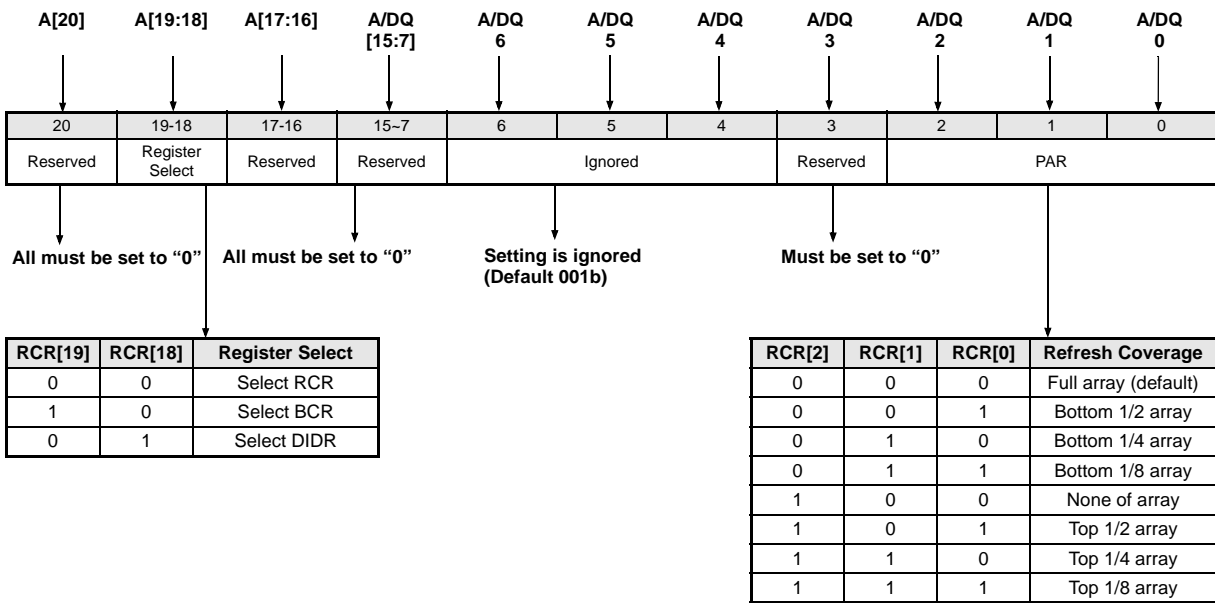 A[20] A[19:18] A[17:16] A/DQ A/DQ A/DQ A/DQ A/DQ A/DQ A/DQ A/DQ
[15:7] 6 5 4 3 2 1 0
20 19-18 17-16 15~7 6 5 4 3 2 1 0
Reserved Register Select Reserved Reserved Ignored Reserved PAR
All must be set to “0” All must be set to “0” Setting is ignored Must be set to “0”
(Default 001b)
RCR[19] RCR[18] Register Select
0 0 Select RCR
1 0 Select BCR
0 1 Select DIDR
RCR[2] RCR[1] RCR[0] Refresh Coverage
0 0 0 Full array (default)
0 0 1 Bottom 1/2 array
0 1 0 Bottom 1/4 array
0 1 1 Bottom 1/8 array
1 0 0 None of array
1 0 1 Top 1/2 array
1 1 0 Top 1/4 array
1 1 1 Top 1/8 array